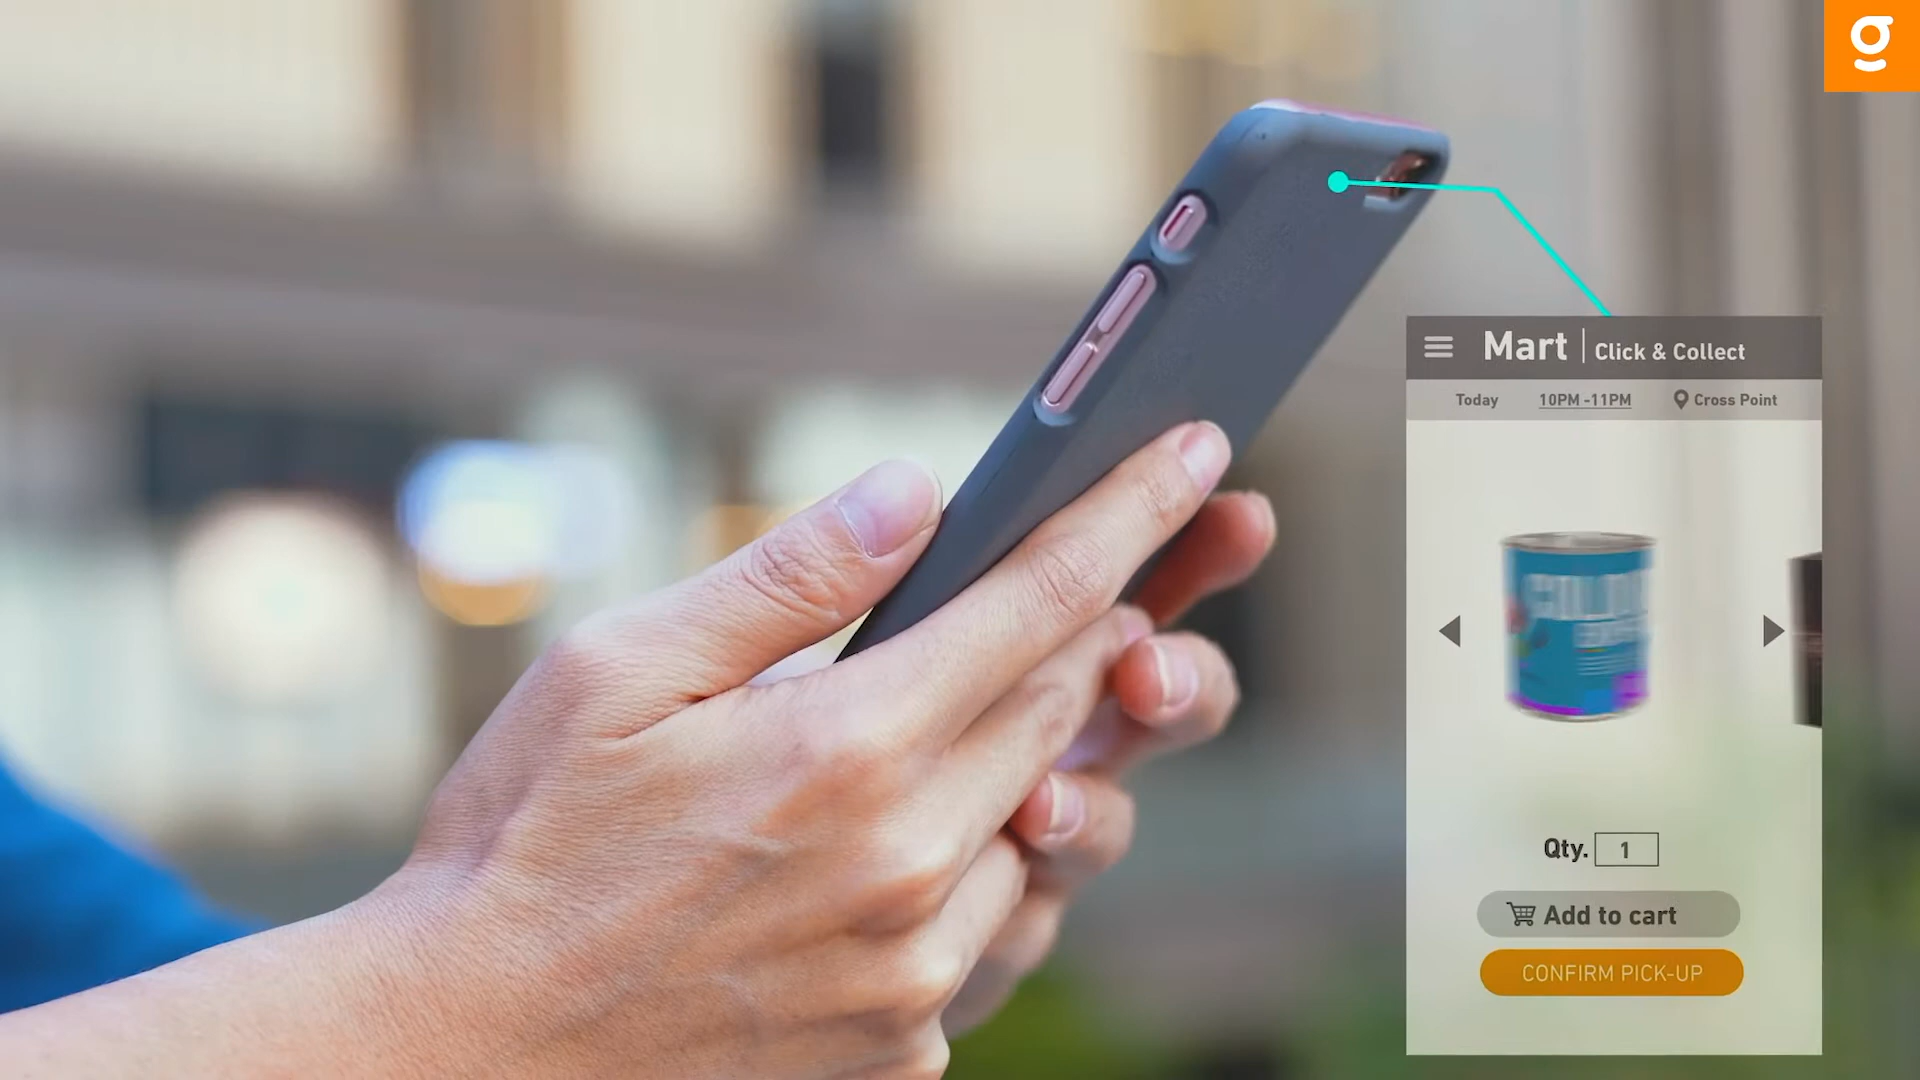 g
Mart | Click & Collect
Today 10PM -11PM Cross Point
Qty. 1
Add to cart
CONFIRM PICK-UP